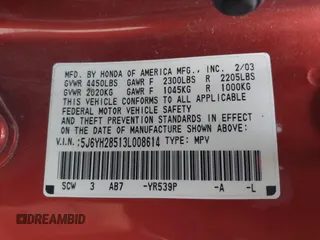 MFD. BY HONDA OF AMERICA MFG., INC. 2/03
GVWR 4450LBS GAWR F 2300LBS R 2205LBS
GVWR 2020KG GAWR F 1045KG R 1000KG
THIS VEHICLE CONFORMS TO ALL APPLICABLE
FEDERAL MOTOR VEHICLE SAFETY, BUMPER,
AND THEFT PREVENTION STANDARDS IN EFFECT
ON THE DATE OF MANUFACTURE SHOWN ABOVE.
V.I.N.: 5J6YH28513L008614 TYPE: MPV
SCW 3 AB7 -YR539P -A -L
DREAMBID